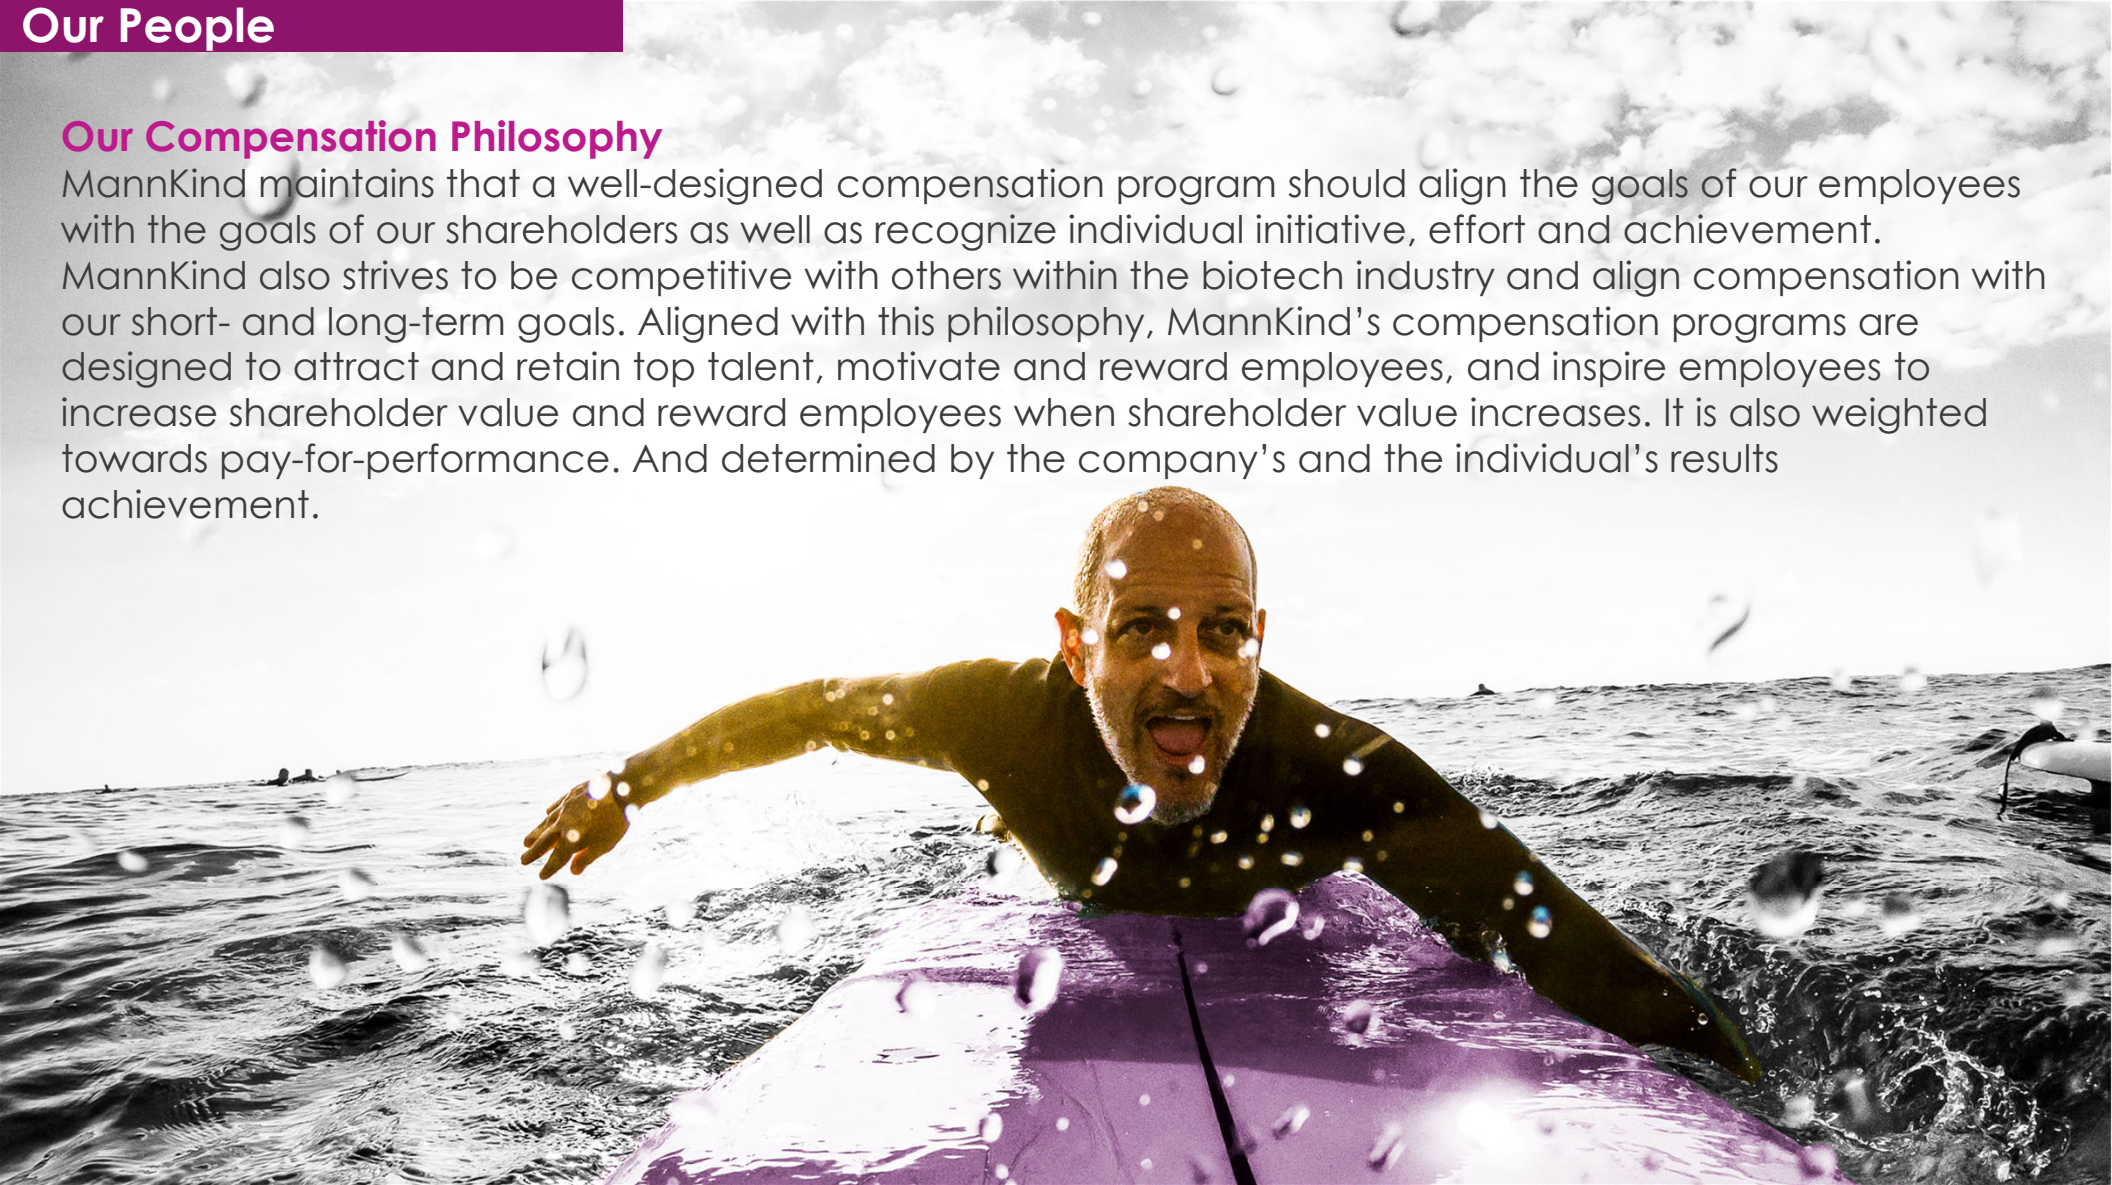 Our People
Our Compensation Philosophy
MannKind maintains that a well-designed compensation program should align the goals of our employees
with the goals of our shareholders as well as recognize individual initiative, effort and achievement.
MannKind also strives to be competitive with others within the biotech industry and align compensation with
our short- and long-term goals. Aligned with this philosophy, MannKind’s compensation programs are
designed to attract and retain top talent, motivate and reward employees, and inspire employees to
increase shareholder value and reward employees when shareholder value increases. It is also weighted
towards pay-for-performance. And determined by the company’s and the individual’s results
achievement.